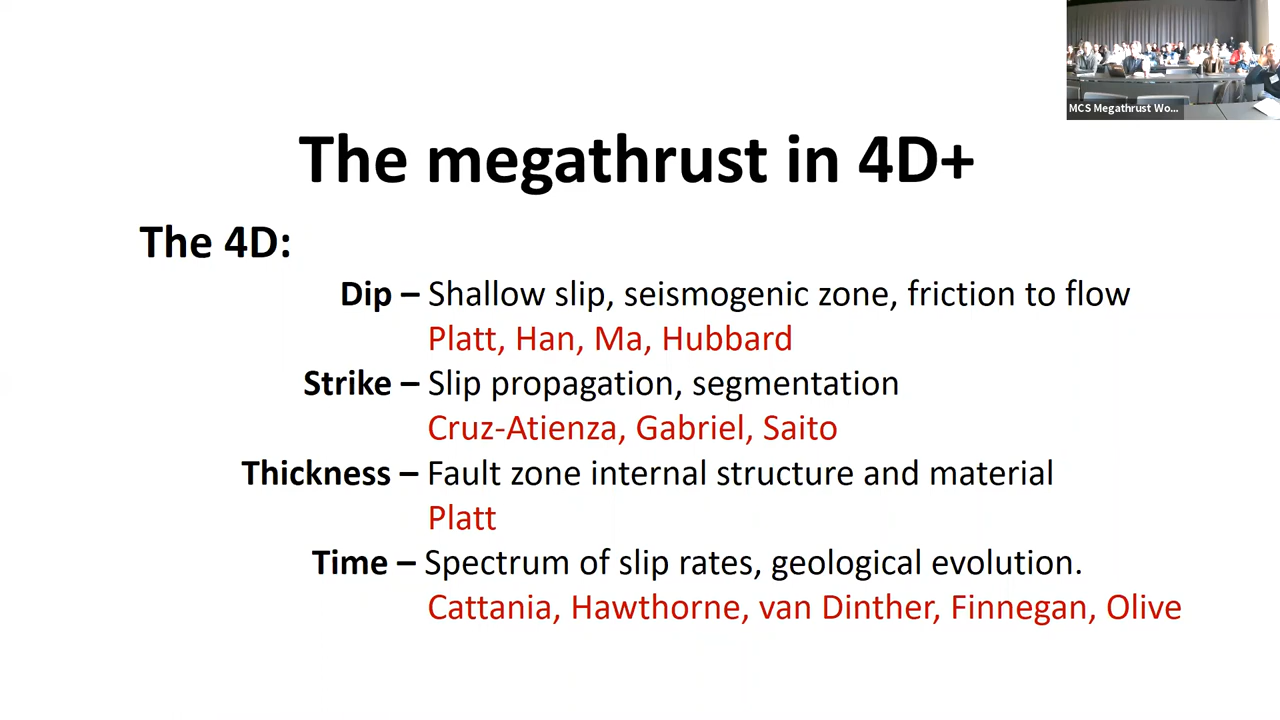 MCS Megathrust Wo...
The megathrust in 4D+
The 4D:
Dip – Shallow slip, seismogenic zone, friction to flow
Platt, Han, Ma, Hubbard
Strike – Slip propagation, segmentation
Cruz-Atienza, Gabriel, Saito
Thickness – Fault zone internal structure and material
Platt
Time – Spectrum of slip rates, geological evolution.
Cattania, Hawthorne, van Dinther, Finnegan, Olive